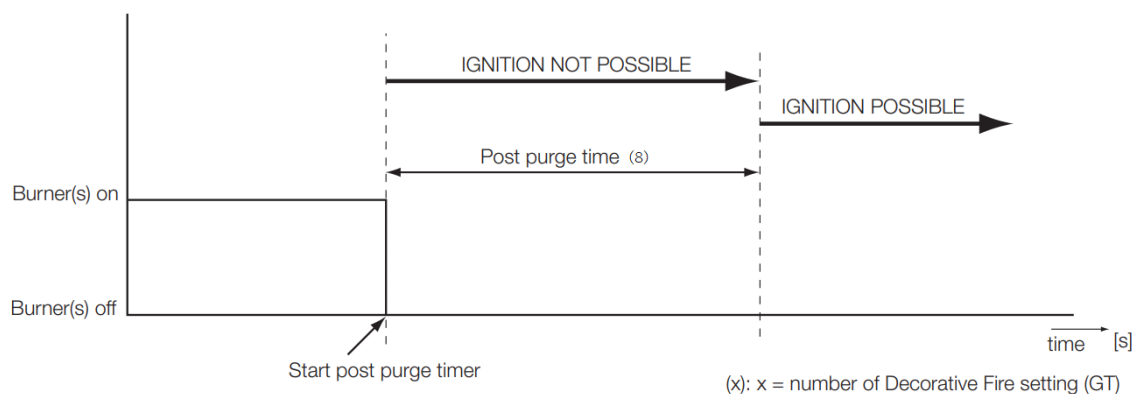 IGNITION NOT POSSIBLE
IGNITION POSSIBLE
Post purge time (8)
Burner(s) on
Burner(s) off
Start post purge timer
time [s]
(x): x = number of Decorative Fire setting (GT)